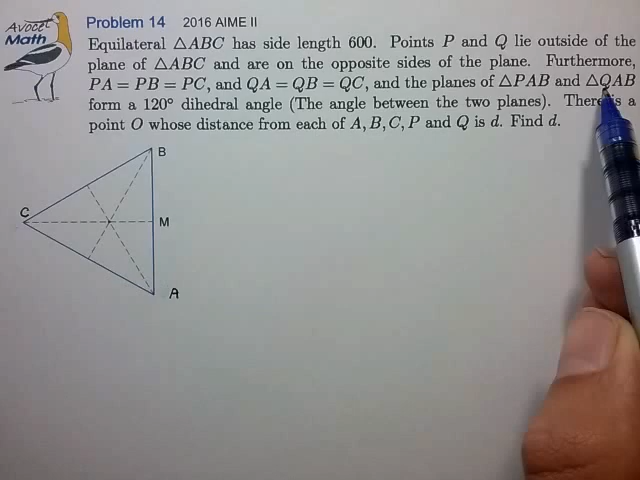 Avocet
Math
Problem 14 2016 AIME II
Equilateral △ABC has side length 600. Points P and Q lie outside of the
plane of △ABC and are on the opposite sides of the plane. Furthermore,
PA = PB = PC, and QA = QB = QC, and the planes of △PAB and △QAB
form a 120° dihedral angle (The angle between the two planes). There is a
point O whose distance from each of A, B, C, P and Q is d. Find d.
B
C
M
A